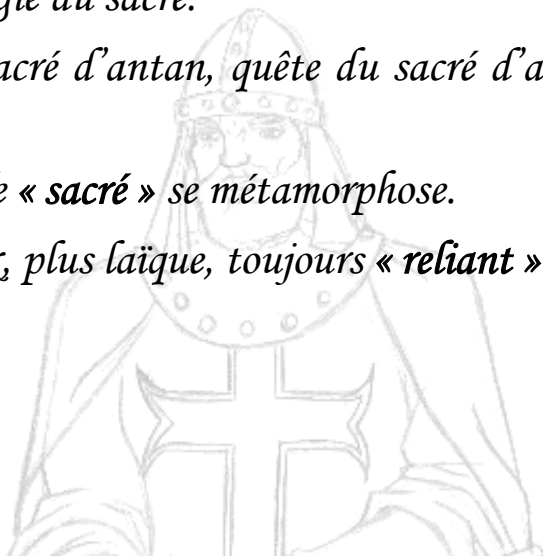 gie du sacré.
acré d'antan, quête du sacré d'a
e « sacré » se métamorphose.
, plus laïque, toujours « reliant »